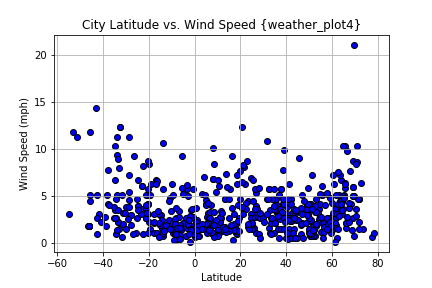 City Latitude vs. Wind Speed {weather_plot4}
20
15
10
5
0
Wind Speed (mph)
−60 −40 −20 0 20 40 60 80
Latitude